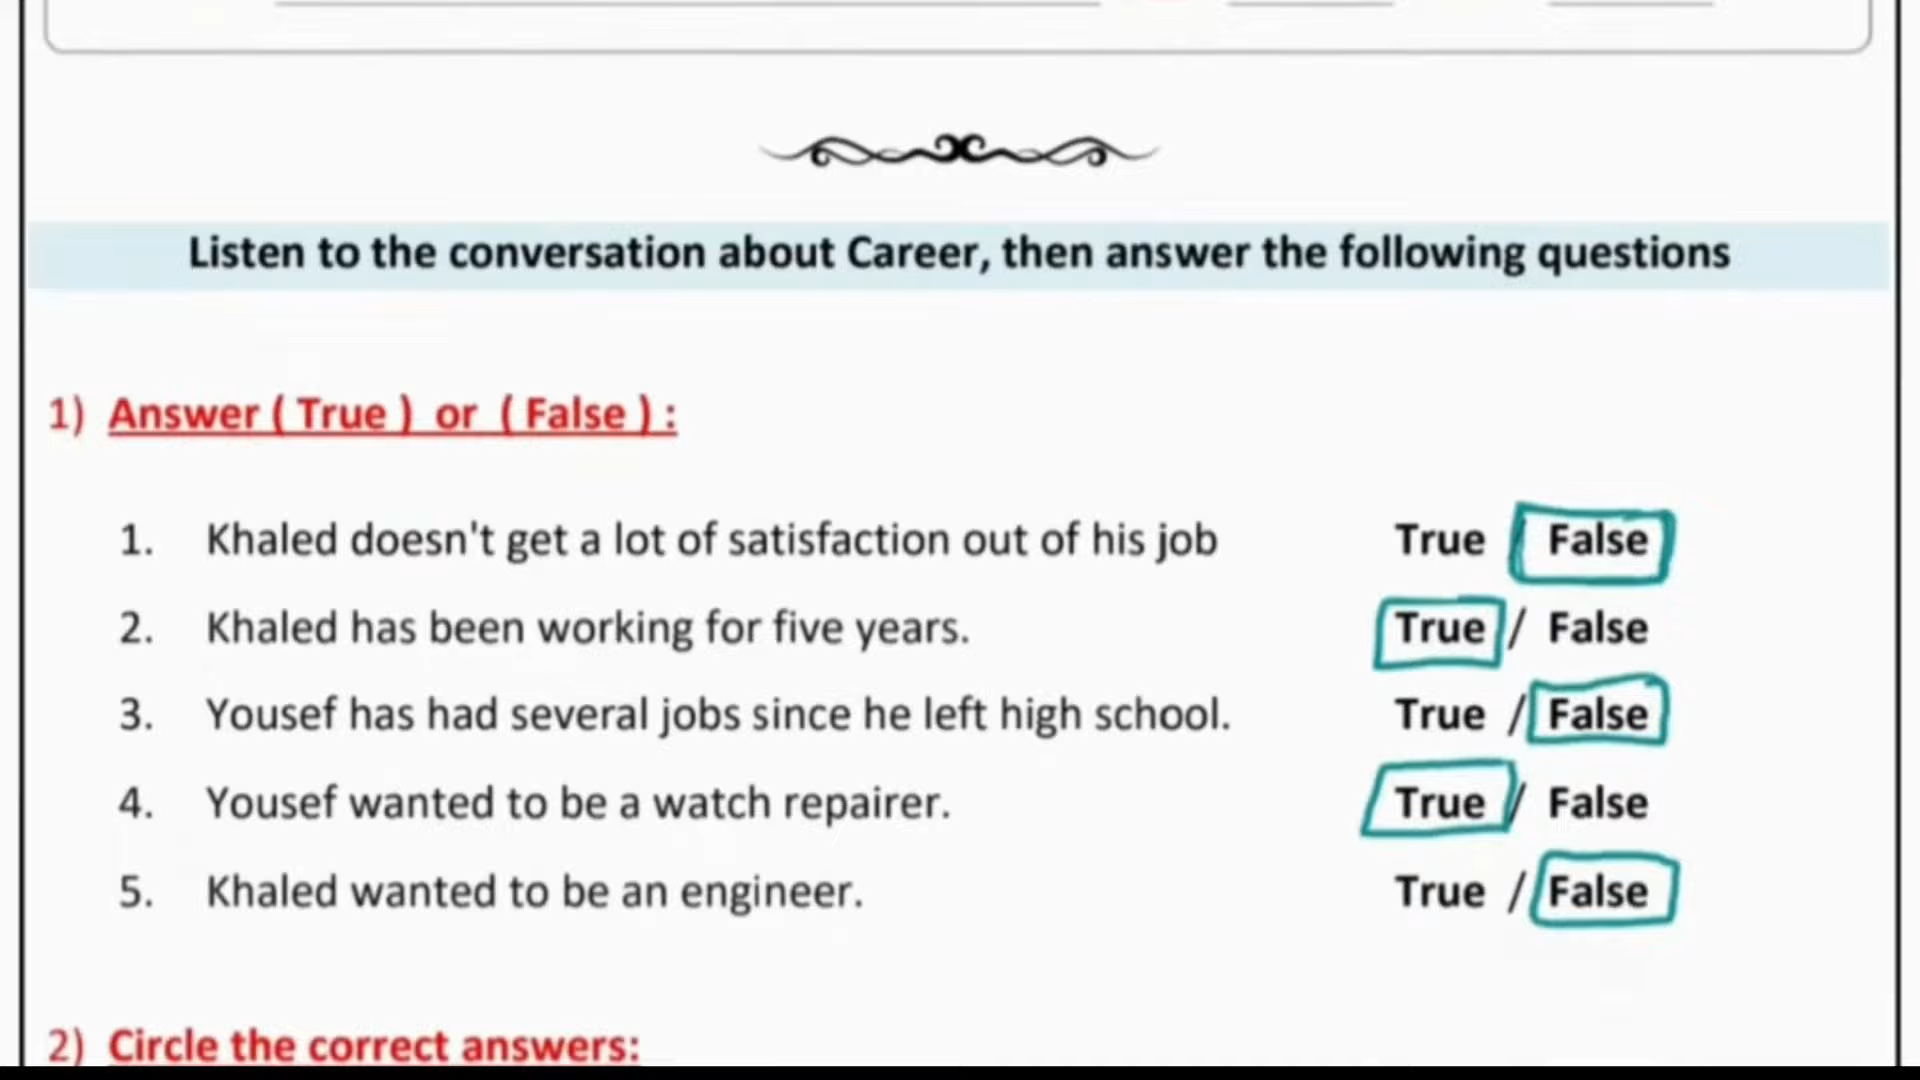 Listen to the conversation about Career, then answer the following questions
1) Answer ( True ) or ( False ) :
1. Khaled doesn't get a lot of satisfaction out of his job True False
2. Khaled has been working for five years. True / False
3. Yousef has had several jobs since he left high school. True / False
4. Yousef wanted to be a watch repairer. True / False
5. Khaled wanted to be an engineer. True / False
2) Circle the correct answers: